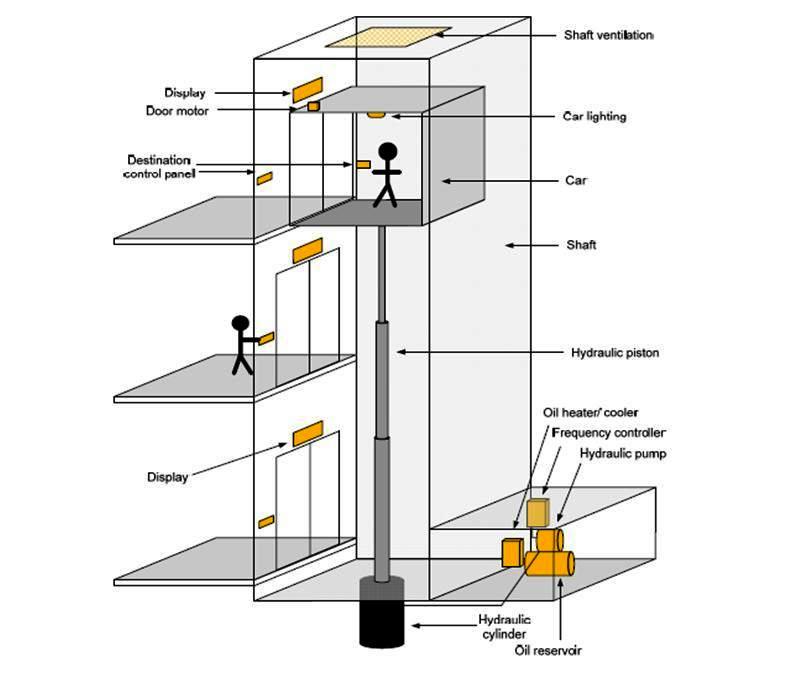 Shaft ventilation
Display
Door motor
Car lighting
Destination
control panel
Car
Shaft
Hydraulic piston
Oil heater/ cooler
Frequency controller
Hydraulic pump
Display
Hydraulic
cylinder
Oil reservoir